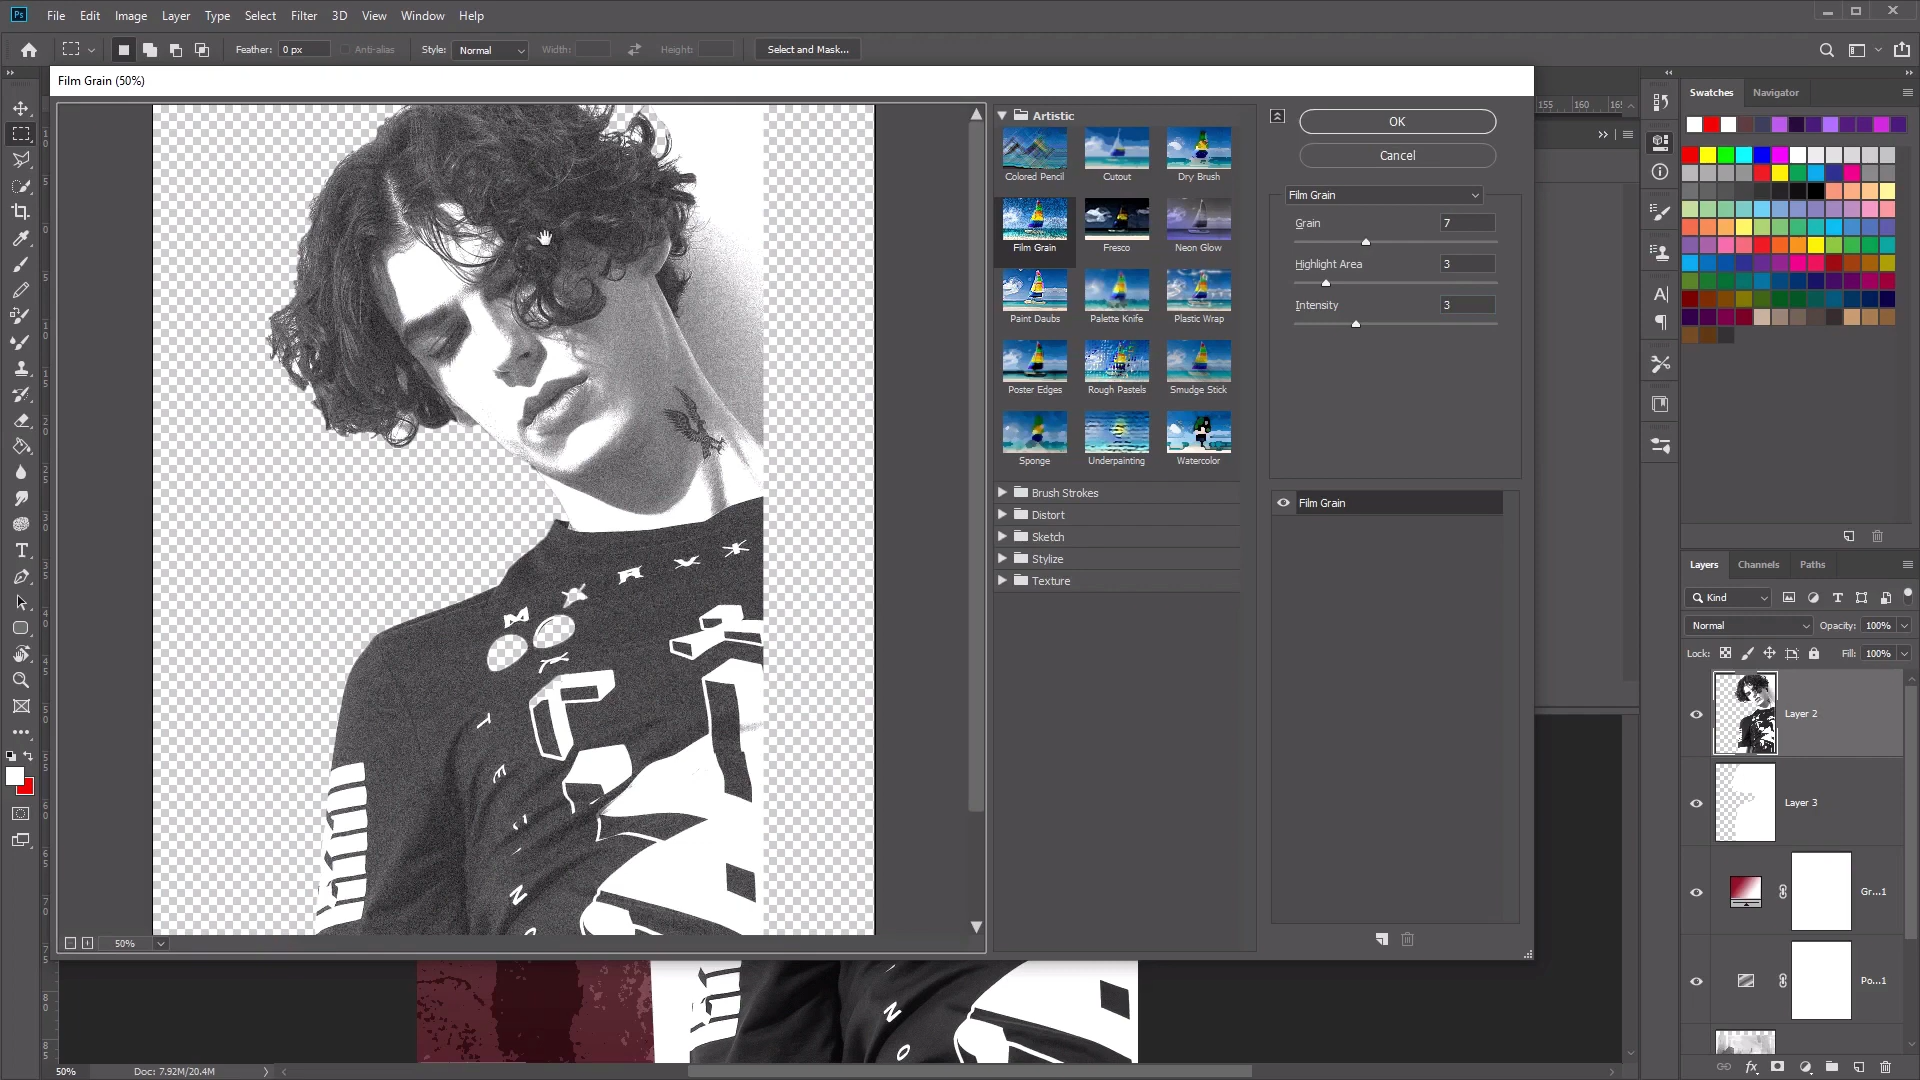 Ps File Edit Image Layer Type Select Filter 3D View Window Help
Feather: 0 px Anti-alias Style: Normal Width: Height: Select and Mask...
Film Grain (50%)
155 160 165
Artistic
Colored Pencil Cutout Dry Brush
Film Grain Fresco Neon Glow
Paint Daubs Palette Knife Plastic Wrap
Poster Edges Rough Pastels Smudge Stick
Sponge Underpainting Watercolor
Brush Strokes
Distort
Sketch
Stylize
Texture
OK
Cancel
Film Grain
Grain 7
Highlight Area 3
Intensity 3
Film Grain
50%
Swatches Navigator
Layers Channels Paths
Kind
Normal Opacity: 100%
Lock: Fill: 100%
Layer 2
Layer 3
Gr...1
Po...1
50% Doc: 7.92M/20.4M